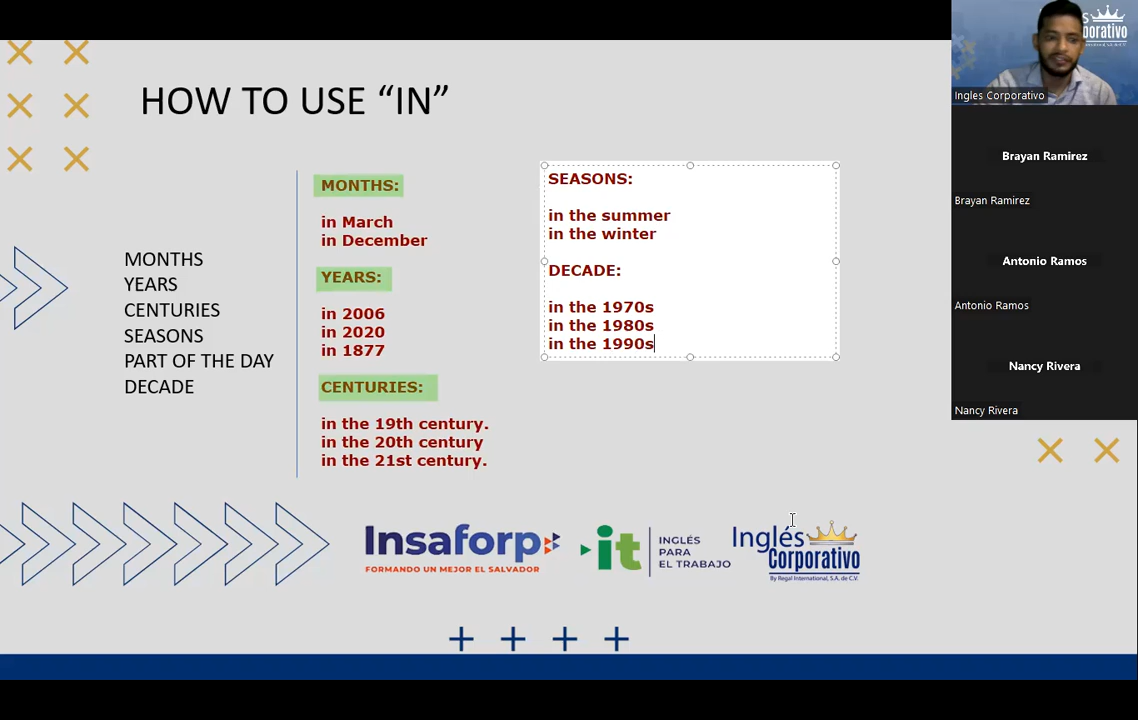 HOW TO USE “IN”
MONTHS
YEARS
CENTURIES
SEASONS
PART OF THE DAY
DECADE
MONTHS:
in March
in December
YEARS:
in 2006
in 2020
in 1877
CENTURIES:
in the 19th century.
in the 20th century
in the 21st century.
SEASONS:
in the summer
in the winter
DECADE:
in the 1970s
in the 1980s
in the 1990s
Insaforp
FORMANDO UN MEJOR EL SALVADOR
it
INGLÉS
PARA
EL TRABAJO
Inglés
Corporativo
By Regal International, S.A. de C.V.
Ingles Corporativo
Brayan Ramirez
Brayan Ramirez
Antonio Ramos
Antonio Ramos
Nancy Rivera
Nancy Rivera